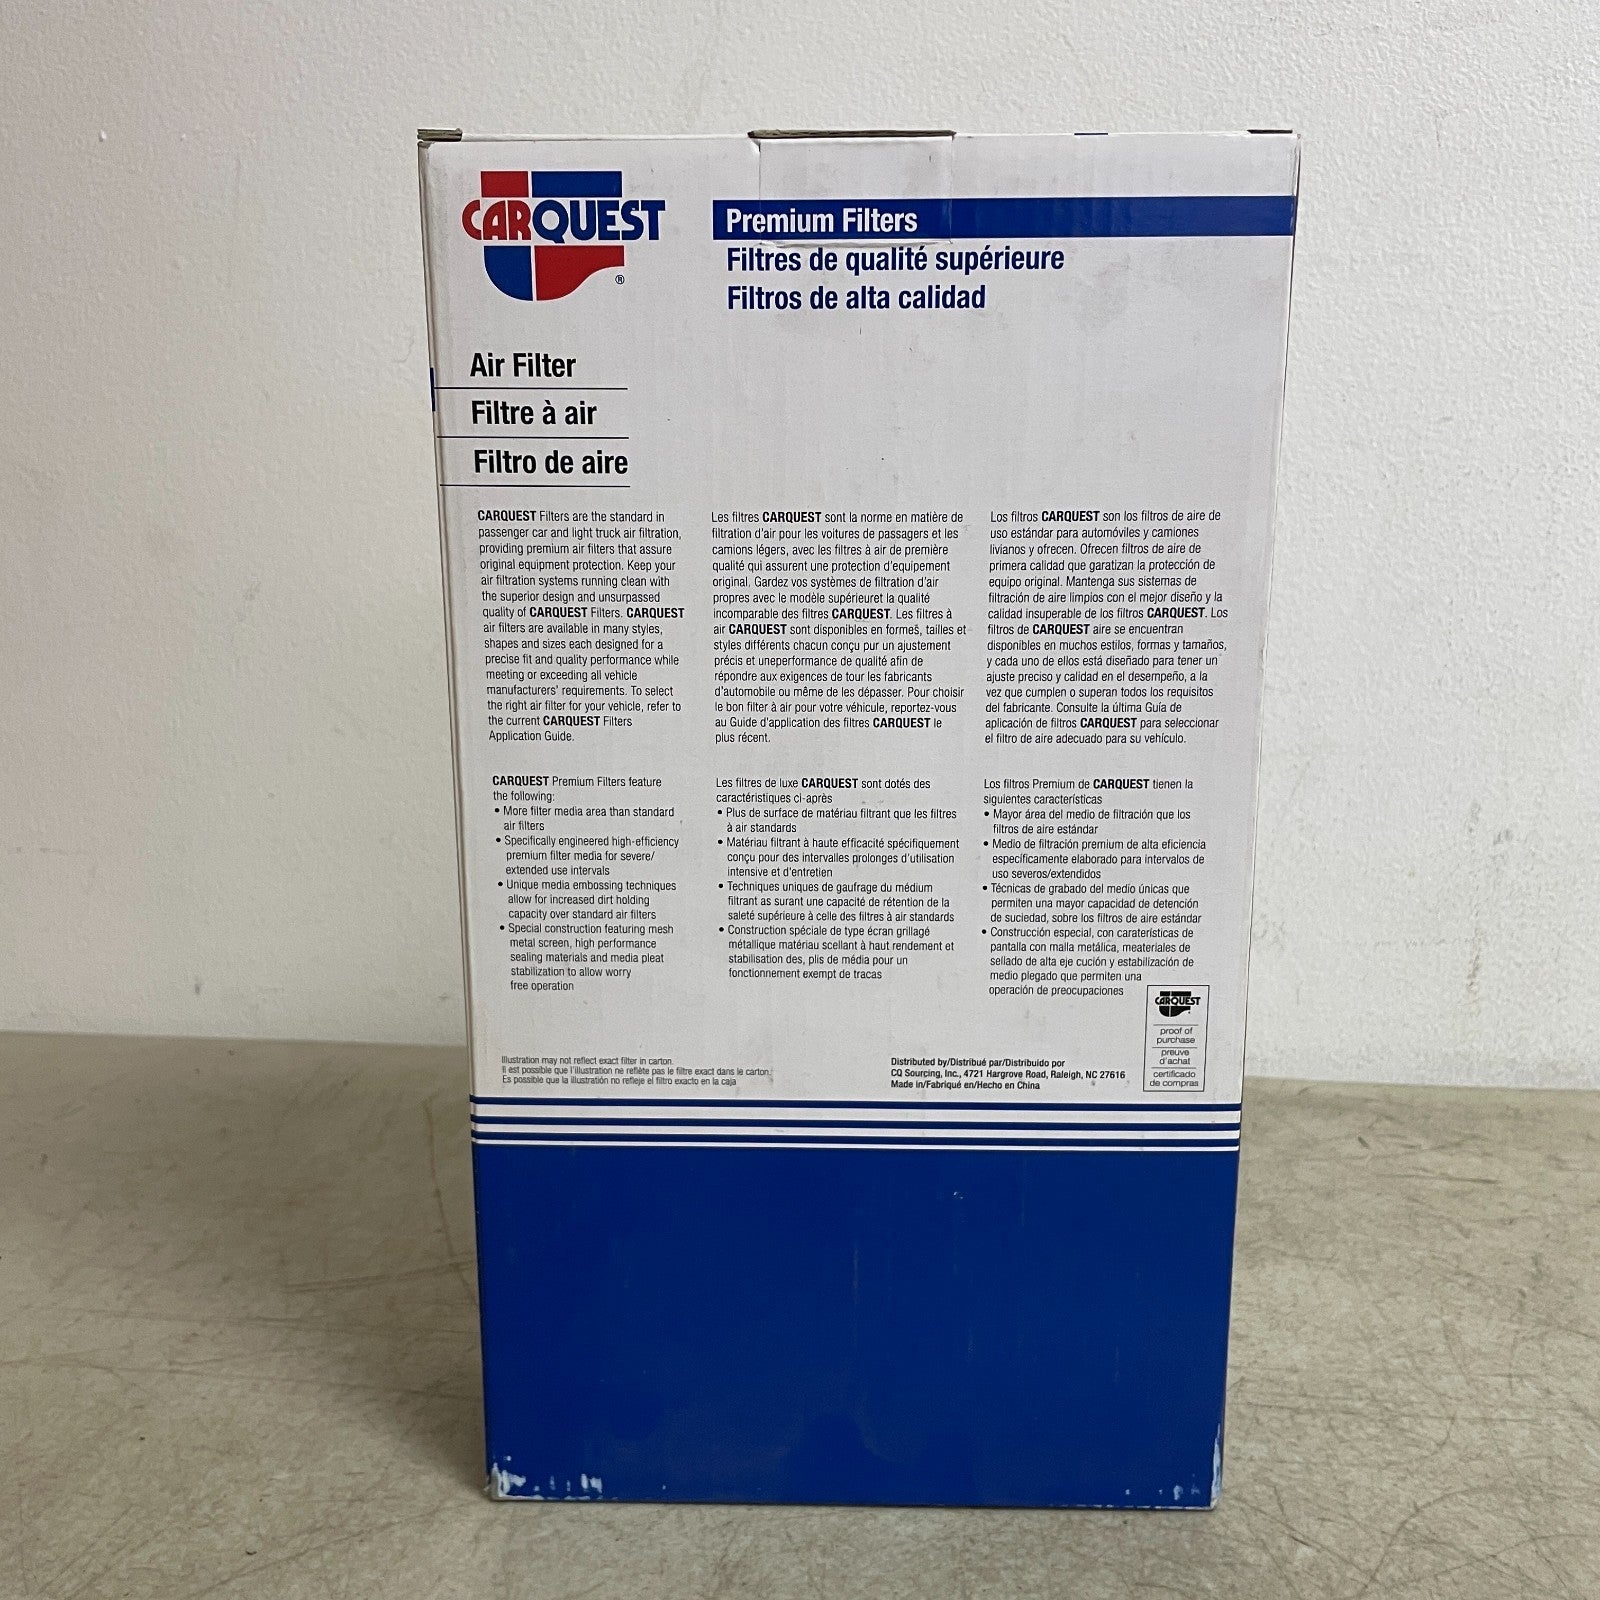 CARQUEST
®
Premium Filters
Filtres de qualité supérieure
Filtros de alta calidad
Air Filter
Filtre à air
Filtro de aire
CARQUEST Filters are the standard in
passenger car and light truck air filtration,
providing premium air filters that assure
original equipment protection. Keep your
air filtration systems running clean with
the superior design and unsurpassed
quality of CARQUEST Filters. CARQUEST
air filters are available in many styles,
shapes and sizes each designed for a
precise fit and quality performance while
meeting or exceeding all vehicle
manufacturers' requirements. To select
the right air filter for your vehicle, refer to
the current CARQUEST Filters
Application Guide.
CARQUEST Premium Filters feature
the following:
• More filter media area than standard
air filters
• Specifically engineered high-efficiency
premium filter media for severe/
extended use intervals
• Unique media embossing techniques
allow for increased dirt holding
capacity over standard air filters
• Special construction featuring mesh
metal screen, high performance
sealing materials and media pleat
stabilization to allow worry
free operation
Les filtres CARQUEST sont la norme en matière de
filtration d'air pour les voitures de passagers et les
camions légers, avec les filtres à air de première
qualité qui assurent une protection d'équipement
original. Gardez vos systèmes de filtration d'air
propres avec le modèle supérieuret la qualité
incomparable des filtres CARQUEST. Les filtres à
air CARQUEST sont disponibles en formes, tailles et
styles différents chacun conçu pur un ajustement
précis et uneperformance de qualité afin de
répondre aux exigences de tour les fabricants
d'automobile ou même de les dépasser. Pour choisir
le bon filter à air pour votre véhicule, reportez-vous
au Guide d'application des filtres CARQUEST le
plus récent.
Les filtres de luxe CARQUEST sont dotés des
caractéristiques ci-après
• Plus de surface de matériau filtrant que les filtres
à air standards
• Matériau filtrant à haute efficacité spécifiquement
conçu pour des intervalles prolonges d'utilisation
intensive et d'entretien
• Techniques uniques de gaufrage du médium
filtrant as surant une capacité de rétention de la
saleté supérieure à celle des filtres à air standards
• Construction spéciale de type écran grillagé
métallique matériau scellant à haut rendement et
stabilisation des, plis de média pour un
fonctionnement exempt de tracas
Los filtros CARQUEST son los filtros de aire de
uso estándar para automóviles y camiones
livianos y ofrecen. Ofrecen filtros de aire de
primera calidad que garatizan la protección de
equipo original. Mantenga sus sistemas de
filtración de aire limpios con el mejor diseño y la
calidad insuperable de los filtros CARQUEST. Los
filtros de CARQUEST aire se encuentran
disponibles en muchos estilos, formas y tamaños,
y cada uno de ellos está diseñado para tener un
ajuste preciso y calidad en el desempeño, a la
vez que cumplen o superan todos los requisitos
del fabricante. Consulte la última Guía de
aplicación de filtros CARQUEST para seleccionar
el filtro de aire adecuado para su vehículo.
Los filtros Premium de CARQUEST tienen la
siguientes características
• Mayor área del medio de filtración que los
filtros de aire estándar
• Medio de filtración premium de alta eficiencia
específicamente elaborado para intervalos de
uso severos/extendidos
• Técnicas de grabado del medio únicas que
permiten una mayor capacidad de detención
de suciedad, sobre los filtros de aire estándar
• Construcción especial, con caraterísticas de
pantalla con malla metálica, meateriales de
sellado de alta eje cución y estabilización de
medio plegado que permiten una
operación de preocupaciones
CARQUEST
proof of
purchase
preuve
d'achat
certificado
de compras
Illustration may not reflect exact filter in carton.
Il est possible que l'illustration ne reflète pas le filtre exact dans le carton.
Es possible que la illustratión no refleje el filtro exacto en la caja
Distributed by/Distribué par/Distribuido por
CQ Sourcing, Inc., 4721 Hargrove Road, Raleigh, NC 27616
Made in/Fabriqué en/Hecho en China